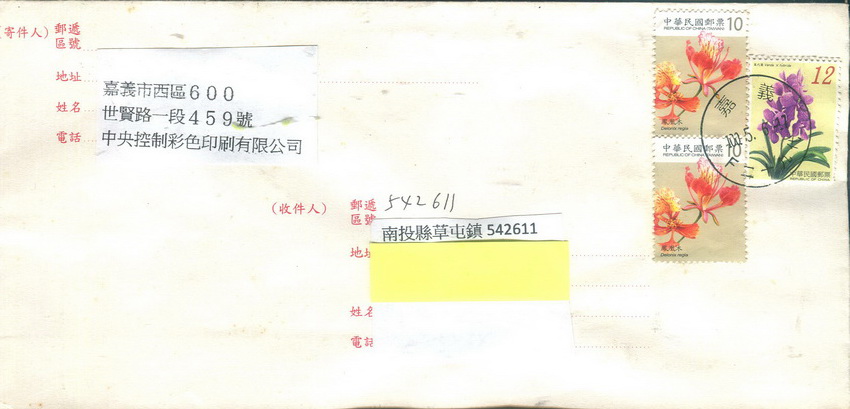 (寄件人) 郵遞區號
地址
姓名
電話
嘉義市西區600
世賢路一段459號
中央控制彩色印刷有限公司
中華民國郵票 10
REPUBLIC OF CHINA (TAIWAN)
鳳凰木
Delonix regia
中華民國郵票
REPUBLIC OF CHINA (TAIWAN)
鳳凰木
Delonix regia
12
中華民國郵票
REPUBLIC OF CHINA
嘉義
(收件人) 郵遞區號
542611
南投縣草屯鎮 542611
地址
姓名
電話